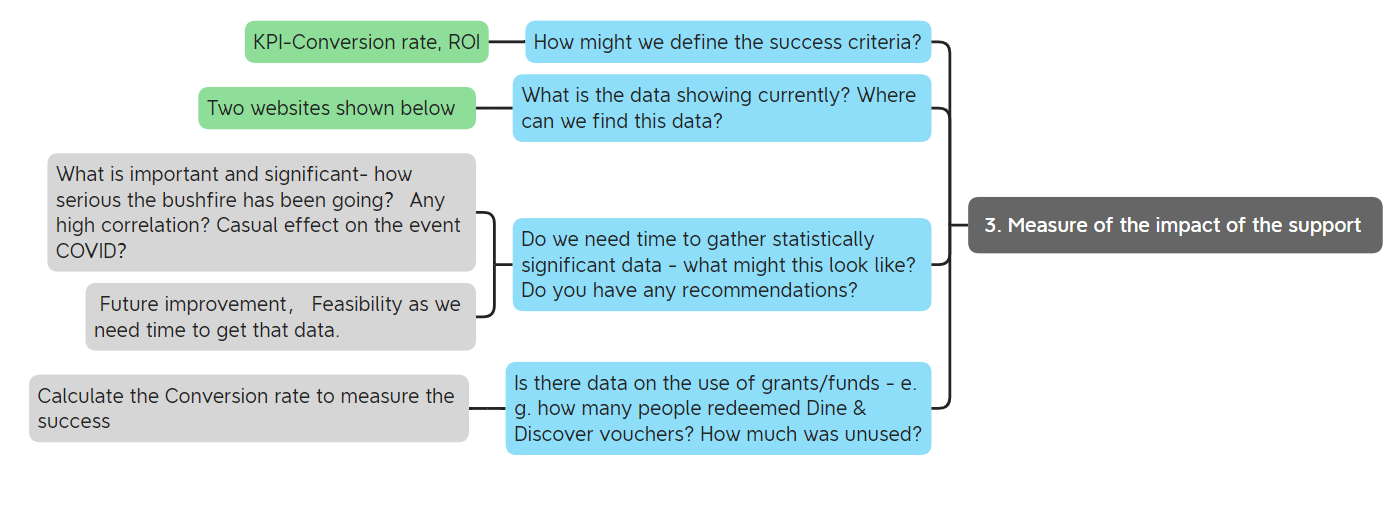 KPI-Conversion rate, ROI
How might we define the success criteria?
Two websites shown below
What is the data showing currently? Where
can we find this data?
What is important and significant- how
serious the bushfire has been going? Any
high correlation? Casual effect on the event
COVID?
Future improvement, Feasibility as we
need time to get that data.
Do we need time to gather statistically
significant data - what might this look like?
Do you have any recommendations?
Calculate the Conversion rate to measure the
success
Is there data on the use of grants/funds - e.
g. how many people redeemed Dine &
Discover vouchers? How much was unused?
3. Measure of the impact of the support